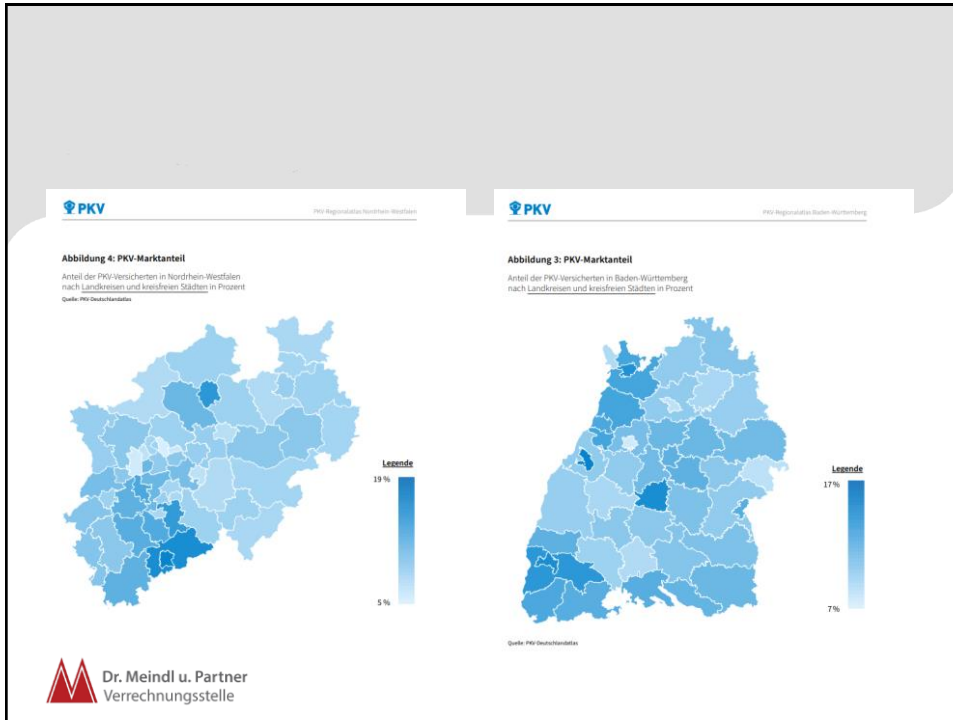 PKV
PKV-Regionalatlas Nordrhein-Westfalen
Abbildung 4: PKV-Marktanteil
Anteil der PKV-Versicherten in Nordrhein-Westfalen
nach Landkreisen und kreisfreien Städten in Prozent
Quelle: PKV-Deutschlandatlas
Legende
19 %
5 %
PKV
PKV-Regionalatlas Baden-Württemberg
Abbildung 3: PKV-Marktanteil
Anteil der PKV-Versicherten in Baden-Württemberg
nach Landkreisen und kreisfreien Städten in Prozent
Legende
17 %
7 %
Quelle: PKV-Deutschlandatlas
Dr. Meindl u. Partner
Verrechnungsstelle